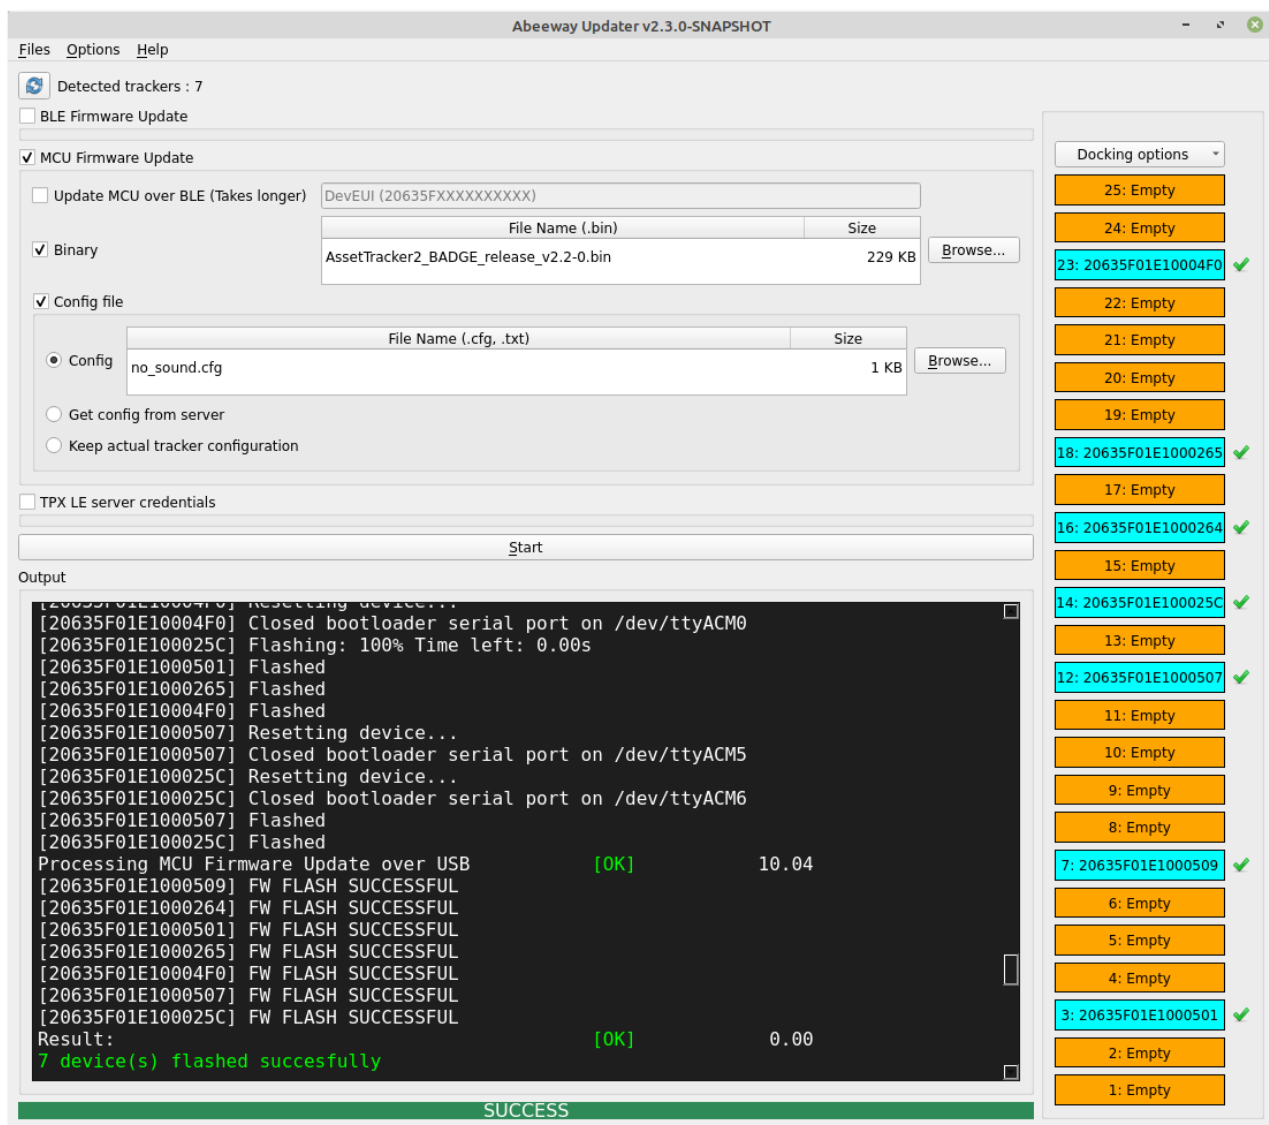 Abeeway Updater v2.3.0-SNAPSHOT
Files Options Help
Detected trackers : 7
BLE Firmware Update
MCU Firmware Update
Update MCU over BLE (Takes longer) DevEUI (20635FXXXXXXXXXX)
File Name (.bin) Size
Binary
AssetTracker2_BADGE_release_v2.2-0.bin 229 KB
Browse...
Config file
File Name (.cfg, .txt) Size
Config
no_sound.cfg 1 KB
Browse...
Get config from server
Keep actual tracker configuration
TPX LE server credentials
Start
Output
[20635F01E10004F0] Resetting device...
[20635F01E10004F0] Closed bootloader serial port on /dev/ttyACM0
[20635F01E100025C] Flashing: 100% Time left: 0.00s
[20635F01E1000501] Flashed
[20635F01E1000265] Flashed
[20635F01E10004F0] Flashed
[20635F01E1000507] Resetting device...
[20635F01E1000507] Closed bootloader serial port on /dev/ttyACM5
[20635F01E100025C] Resetting device...
[20635F01E100025C] Closed bootloader serial port on /dev/ttyACM6
[20635F01E1000507] Flashed
[20635F01E100025C] Flashed
Processing MCU Firmware Update over USB [OK] 10.04
[20635F01E1000509] FW FLASH SUCCESSFUL
[20635F01E1000264] FW FLASH SUCCESSFUL
[20635F01E1000501] FW FLASH SUCCESSFUL
[20635F01E1000265] FW FLASH SUCCESSFUL
[20635F01E10004F0] FW FLASH SUCCESSFUL
[20635F01E1000507] FW FLASH SUCCESSFUL
[20635F01E100025C] FW FLASH SUCCESSFUL
Result: [OK] 0.00
7 device(s) flashed succesfully
SUCCESS
Docking options
25: Empty
24: Empty
23: 20635F01E10004F0
22: Empty
21: Empty
20: Empty
19: Empty
18: 20635F01E1000265
17: Empty
16: 20635F01E1000264
15: Empty
14: 20635F01E100025C
13: Empty
12: 20635F01E1000507
11: Empty
10: Empty
9: Empty
8: Empty
7: 20635F01E1000509
6: Empty
5: Empty
4: Empty
3: 20635F01E1000501
2: Empty
1: Empty